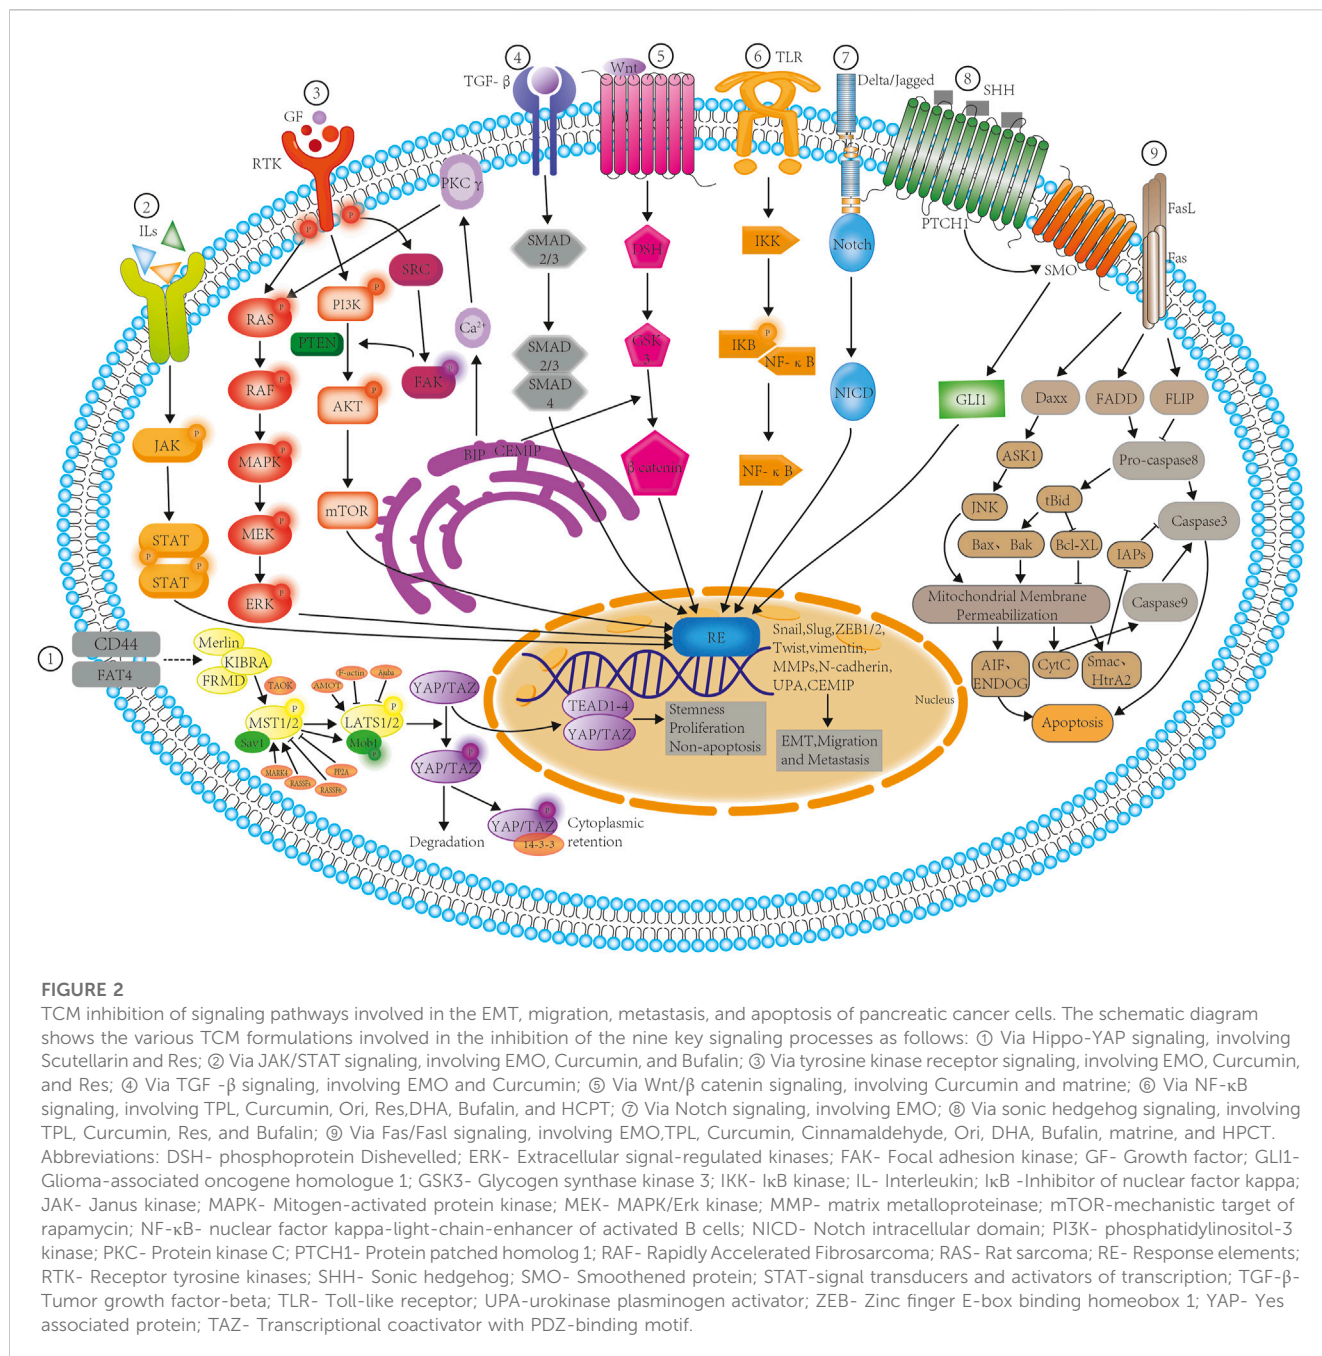 ①
CD44
FAT4
Merlin
KIBRA
FRMD
TAOK
MST1/2
P
Sav1
MARK4
RASSF1
RASSF6
PP2A
AMOT
F-actin
Ajuba
LATS1/2
P
Mob1
P
YAP/TAZ
YAP/TAZ
P
Degradation
YAP/TAZ
P
14-3-3
Cytoplasmic
retention
②
ILs
JAK
P
STAT
P
P
STAT
③
GF
RTK
P
P
RAS
P
RAF
P
MAPK
P
MEK
P
ERK
P
PI3K
P
PTEN
AKT
P
mTOR
SRC
FAK
P
PKC γ
Ca²⁺
BIP
CEMIP
④
TGF- β
SMAD
2/3
SMAD
2/3
SMAD
4
⑤
Wnt
DSH
GSK
3
β catenin
⑥
TLR
IKK
P
IKB
NF- κ B
NF- κ B
⑦
Delta/Jagged
Notch
NICD
⑧
SHH
PTCH1
SMO
GLI1
⑨
FasL
Fas
Daxx
FADD
FLIP
ASK1
Pro-caspase8
JNK
tBid
Caspase3
Bax、Bak
Bcl-XL
IAPs
Mitochondrial Membrane
Permeabilization
Caspase9
AIF、
ENDOG
CytC
Smac、
HtrA2
Apoptosis
RE
Snail,Slug,ZEB1/2,
Twist,vimentin,
MMPs,N-cadherin,
UPA,CEMIP
TEAD1-4
YAP/TAZ
Stemness
Proliferation
Non-apoptosis
EMT,Migration
and Metastasis
Nucleus
FIGURE 2
TCM inhibition of signaling pathways involved in the EMT, migration, metastasis, and apoptosis of pancreatic cancer cells. The schematic diagram
shows the various TCM formulations involved in the inhibition of the nine key signaling processes as follows: ① Via Hippo-YAP signaling, involving
Scutellarin and Res; ② Via JAK/STAT signaling, involving EMO, Curcumin, and Bufalin; ③ Via tyrosine kinase receptor signaling, involving EMO, Curcumin,
and Res; ④ Via TGF -β signaling, involving EMO and Curcumin; ⑤ Via Wnt/β catenin signaling, involving Curcumin and matrine; ⑥ Via NF-κB
signaling, involving TPL, Curcumin, Ori, Res,DHA, Bufalin, and HCPT; ⑦ Via Notch signaling, involving EMO; ⑧ Via sonic hedgehog signaling, involving
TPL, Curcumin, Res, and Bufalin; ⑨ Via Fas/Fasl signaling, involving EMO,TPL, Curcumin, Cinnamaldehyde, Ori, DHA, Bufalin, matrine, and HPCT.
Abbreviations: DSH- phosphoprotein Dishevelled; ERK- Extracellular signal-regulated kinases; FAK- Focal adhesion kinase; GF- Growth factor; GLI1-
Glioma-associated oncogene homologue 1; GSK3- Glycogen synthase kinase 3; IKK- IκB kinase; IL- Interleukin; IκB -Inhibitor of nuclear factor kappa;
JAK- Janus kinase; MAPK- Mitogen-activated protein kinase; MEK- MAPK/Erk kinase; MMP- matrix metalloproteinase; mTOR-mechanistic target of
rapamycin; NF-κB- nuclear factor kappa-light-chain-enhancer of activated B cells; NICD- Notch intracellular domain; PI3K- phosphatidylinositol-3
kinase; PKC- Protein kinase C; PTCH1- Protein patched homolog 1; RAF- Rapidly Accelerated Fibrosarcoma; RAS- Rat sarcoma; RE- Response elements;
RTK- Receptor tyrosine kinases; SHH- Sonic hedgehog; SMO- Smoothened protein; STAT-signal transducers and activators of transcription; TGF-β-
Tumor growth factor-beta; TLR- Toll-like receptor; UPA-urokinase plasminogen activator; ZEB- Zinc finger E-box binding homeobox 1; YAP- Yes
associated protein; TAZ- Transcriptional coactivator with PDZ-binding motif.